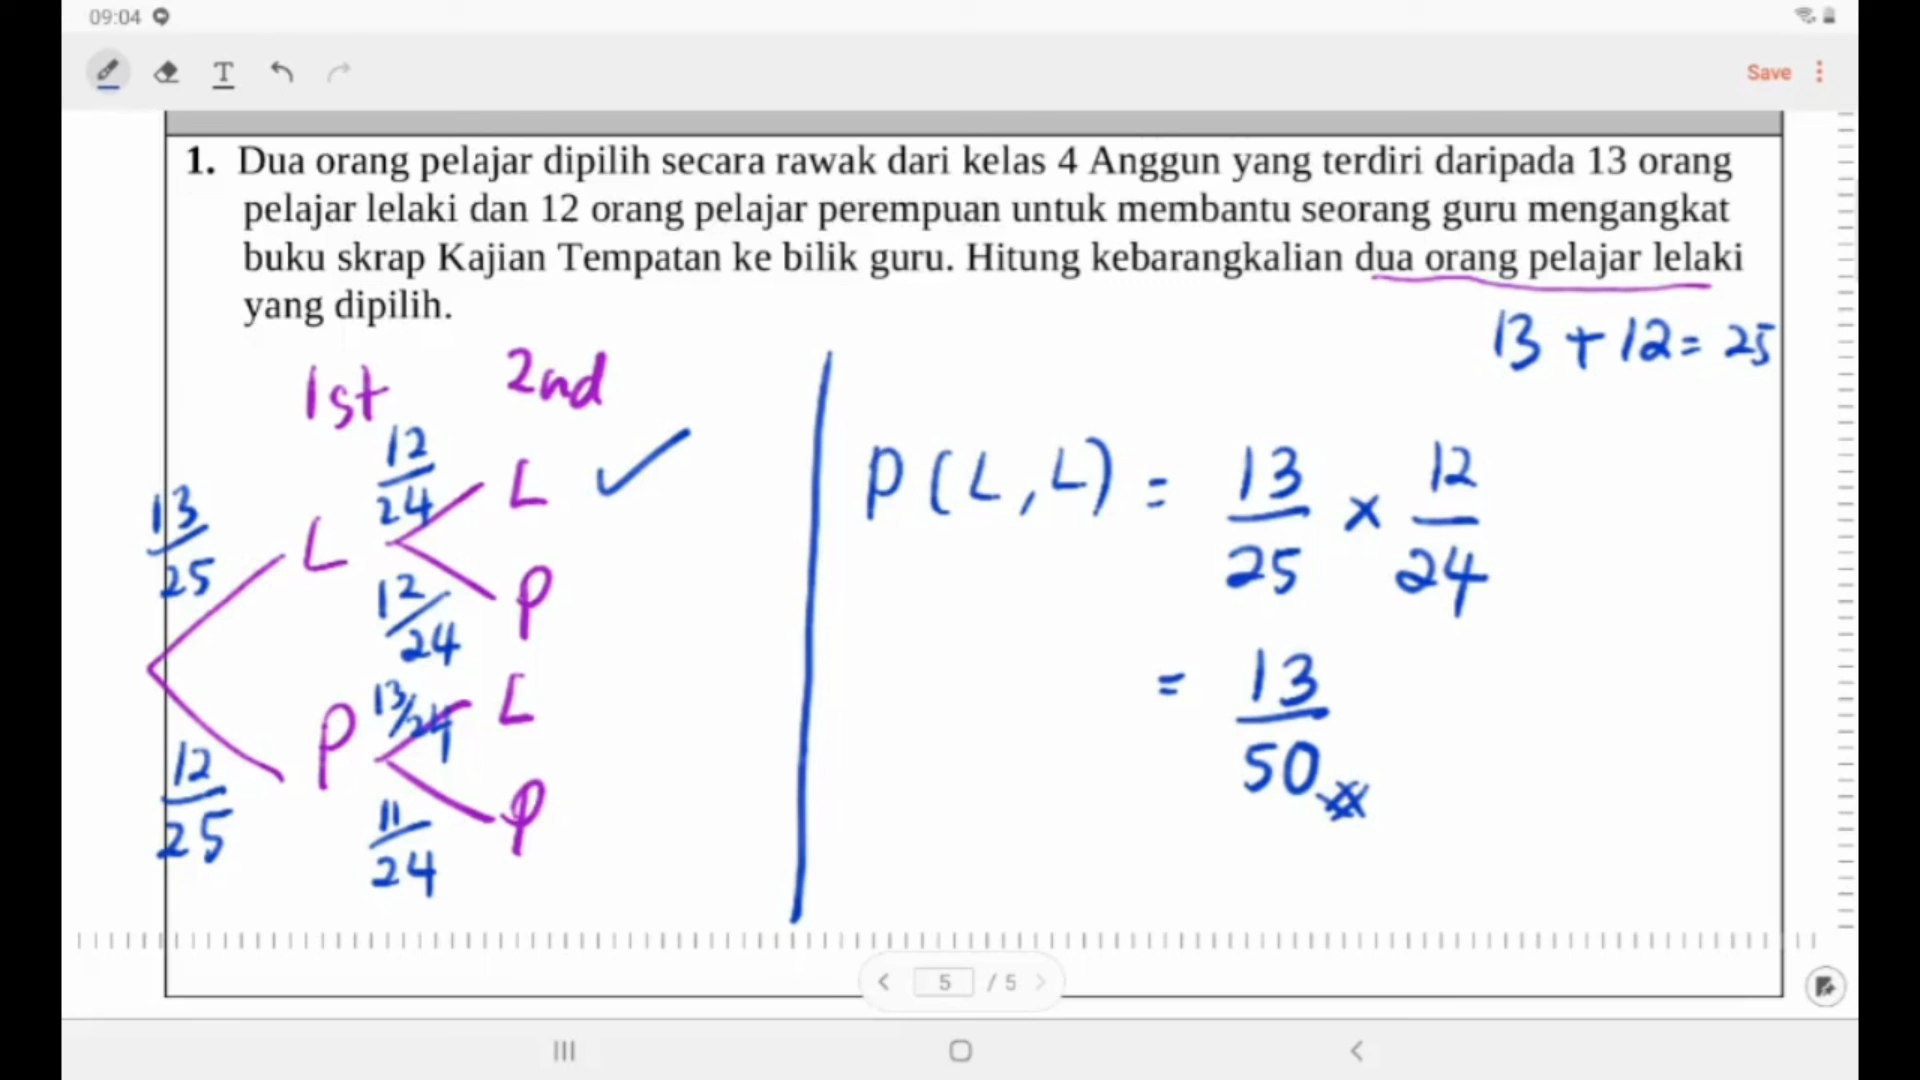 09:04
T
Save
1. Dua orang pelajar dipilih secara rawak dari kelas 4 Anggun yang terdiri daripada 13 orang
pelajar lelaki dan 12 orang pelajar perempuan untuk membantu seorang guru mengangkat
buku skrap Kajian Tempatan ke bilik guru. Hitung kebarangkalian dua orang pelajar lelaki
yang dipilih.
13 + 12 = 25
1st 2nd
13/25 L 12/24 L ✓
12/24 P
12/25 P 13/24 L
11/24 P
P(L, L) = 13/25 × 12/24
= 13/50
5 / 5